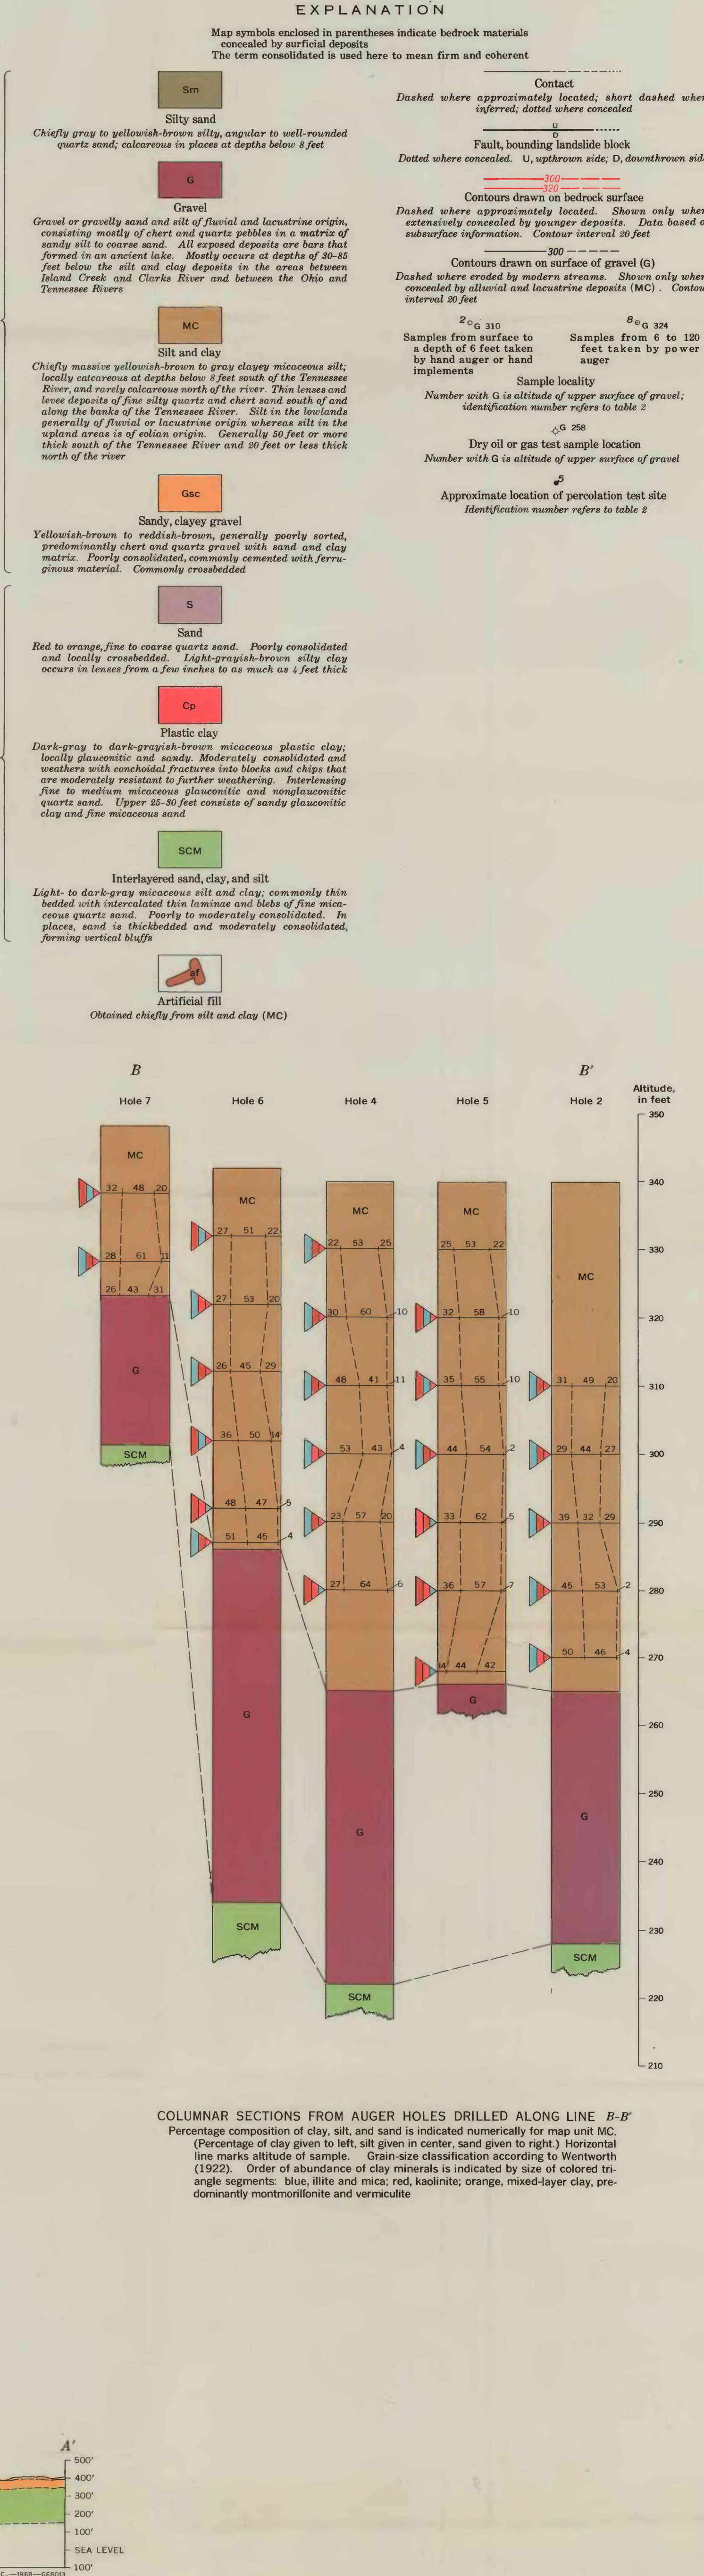 EXPLANATION
Map symbols enclosed in parentheses indicate bedrock materials
concealed by surficial deposits
The term consolidated is used here to mean firm and coherent
Sm
Silty sand
Chiefly gray to yellowish-brown silty, angular to well-rounded
quartz sand; calcareous in places at depths below 8 feet
G
Gravel
Gravel or gravelly sand and silt of fluvial and lacustrine origin,
consisting mostly of chert and quartz pebbles in a matrix of
sandy silt to coarse sand. All exposed deposits are bars that
formed in an ancient lake. Mostly occurs at depths of 30-85
feet below the silt and clay deposits in the areas between
Island Creek and Clarks River and between the Ohio and
Tennessee Rivers
MC
Silt and clay
Chiefly massive yellowish-brown to gray clayey micaceous silt;
locally calcareous at depths below 8 feet south of the Tennessee
River, and rarely calcareous north of the river. Thin lenses and
levee deposits of fine silty quartz and chert sand south of and
along the banks of the Tennessee River. Silt in the lowlands
generally of fluvial or lacustrine origin whereas silt in the
upland areas is of eolian origin. Generally 50 feet or more
thick south of the Tennessee River and 20 feet or less thick
north of the river
Gsc
Sandy, clayey gravel
Yellowish-brown to reddish-brown, generally poorly sorted,
predominantly chert and quartz gravel with sand and clay
matrix. Poorly consolidated, commonly cemented with ferru-
ginous material. Commonly crossbedded
S
Sand
Red to orange, fine to coarse quartz sand. Poorly consolidated
and locally crossbedded. Light-grayish-brown silty clay
occurs in lenses from a few inches to as much as 4 feet thick
Cp
Plastic clay
Dark-gray to dark-grayish-brown micaceous plastic clay;
locally glauconitic and sandy. Moderately consolidated and
weathers with conchoidal fractures into blocks and chips that
are moderately resistant to further weathering. Interlensing
fine to medium micaceous glauconitic and nonglauconitic
quartz sand. Upper 25-30 feet consists of sandy glauconitic
clay and fine micaceous sand
SCM
Interlayered sand, clay, and silt
Light- to dark-gray micaceous silt and clay; commonly thin
bedded with intercalated thin laminae and blebs of fine mica-
ceous quartz sand. Poorly to moderately consolidated. In
places, sand is thickbedded and moderately consolidated,
forming vertical bluffs
af
Artificial fill
Obtained chiefly from silt and clay (MC)
Contact
Dashed where approximately located; short dashed wher
inferred; dotted where concealed
U
D
Fault, bounding landslide block
Dotted where concealed. U, upthrown side; D, downthrown sid
300
320
Contours drawn on bedrock surface
Dashed where approximately located. Shown only wher
extensively concealed by younger deposits. Data based o
subsurface information. Contour interval 20 feet
300
Contours drawn on surface of gravel (G)
Dashed where eroded by modern streams. Shown only wher
concealed by alluvial and lacustrine deposits (MC). Contou
interval 20 feet
2 G 310
Samples from surface to
a depth of 6 feet taken
by hand auger or hand
implements
8 G 324
Samples from 6 to 120
feet taken by power
auger
Sample locality
Number with G is altitude of upper surface of gravel;
identification number refers to table 2
G 258
Dry oil or gas test sample location
Number with G is altitude of upper surface of gravel
5
Approximate location of percolation test site
Identification number refers to table 2
B B'
Hole 7 Hole 6 Hole 4 Hole 5 Hole 2
Altitude,
in feet
350
340
330
320
310
300
290
280
270
260
250
240
230
220
210
MC
32 48 20
28 61 11
26 43 31
G
SCM
MC
27 51 22
27 53 20
26 45 29
36 50 14
48 47 5
51 45 4
G
SCM
MC
22 53 25
30 60 10
48 41 11
53 43 4
23 57 20
27 64 6
G
SCM
MC
25 53 22
32 58 10
35 55 10
44 54 2
33 62 5
36 57 7
14 44 42
G
MC
31 49 20
29 44 27
39 32 29
45 53 2
50 46 4
G
SCM
COLUMNAR SECTIONS FROM AUGER HOLES DRILLED ALONG LINE B-B'
Percentage composition of clay, silt, and sand is indicated numerically for map unit MC.
(Percentage of clay given to left, silt given in center, sand given to right.) Horizontal
line marks altitude of sample. Grain-size classification according to Wentworth
(1922). Order of abundance of clay minerals is indicated by size of colored tri-
angle segments: blue, illite and mica; red, kaolinite; orange, mixed-layer clay, pre-
dominantly montmorillonite and vermiculite
A'
500'
400'
300'
200'
100'
SEA LEVEL
100'
C.—1968—G68013